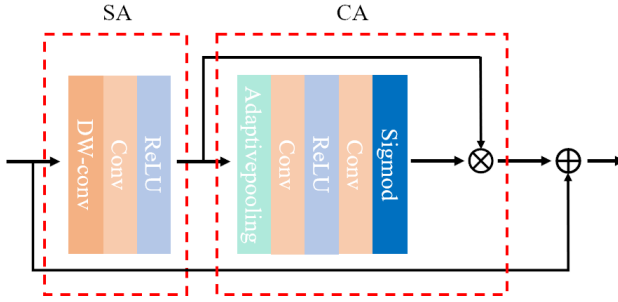 SA
CA
DW-conv
Conv
ReLU
Adaptivepooling
Conv
ReLU
Conv
Sigmod